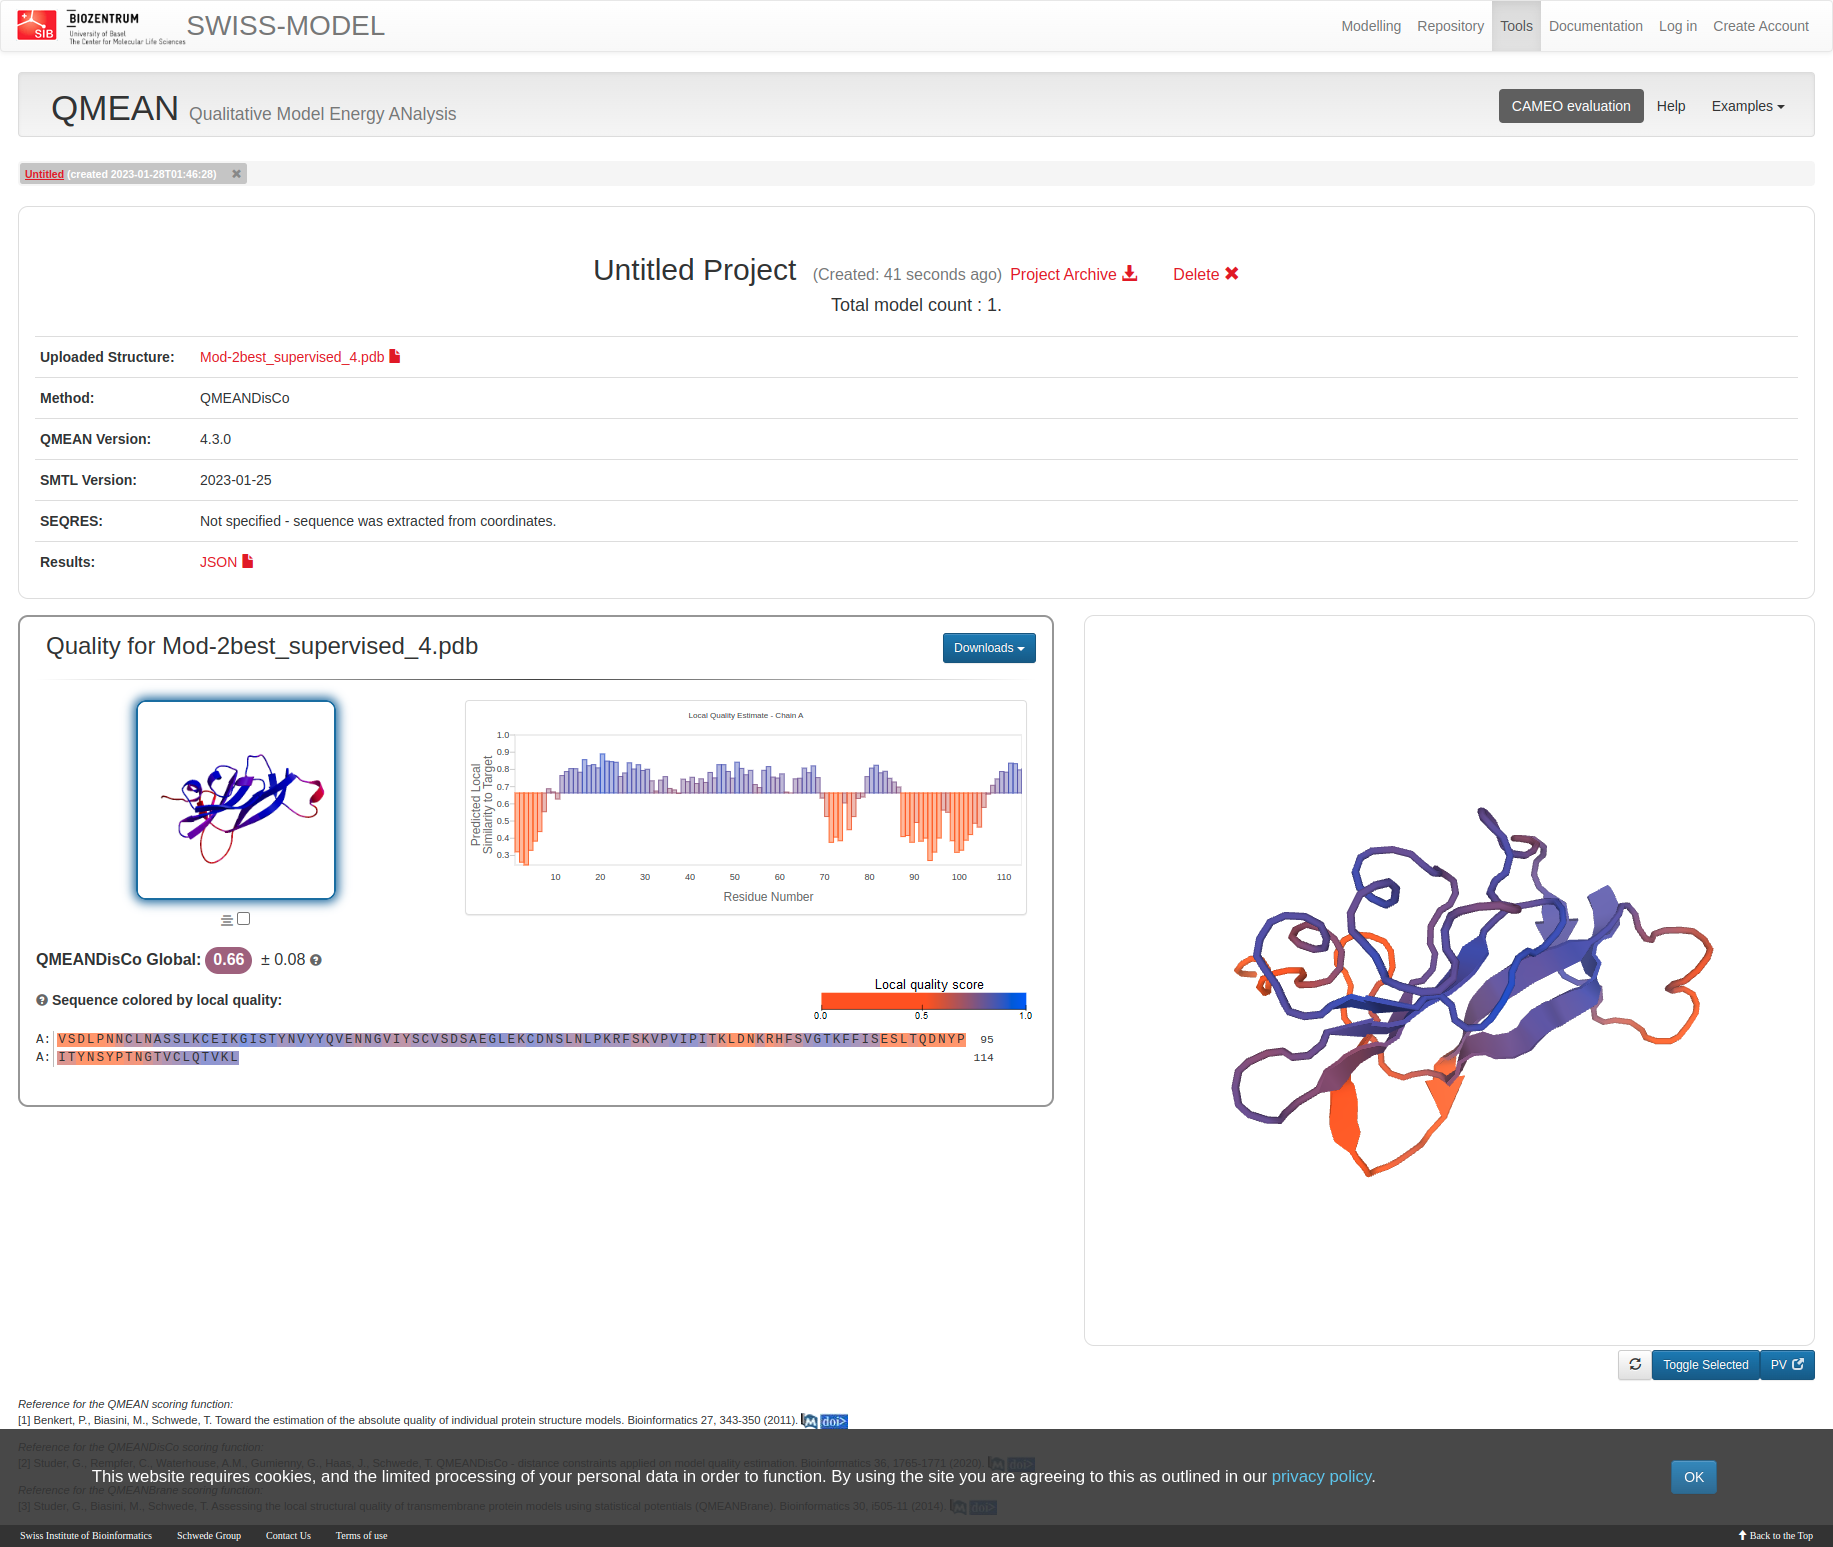 SIB
BIOZENTRUM
University of Basel
The Center for Molecular Life Sciences
SWISS-MODEL
Modelling Repository Tools Documentation Log in Create Account
QMEAN Qualitative Model Energy ANalysis
CAMEO evaluation Help Examples
Untitled (created 2023-01-28T01:46:28)
Untitled Project (Created: 41 seconds ago) Project Archive Delete
Total model count : 1.
Uploaded Structure: Mod-2best_supervised_4.pdb
Method: QMEANDisCo
QMEAN Version: 4.3.0
SMTL Version: 2023-01-25
SEQRES: Not specified - sequence was extracted from coordinates.
Results: JSON
Quality for Mod-2best_supervised_4.pdb
Downloads
Local Quality Estimate - Chain A
Predicted Local
Similarity to Target
1.0
0.9
0.8
0.7
0.6
0.5
0.4
0.3
10 20 30 40 50 60 70 80 90 100 110
Residue Number
QMEANDisCo Global: 0.66 ± 0.08
Sequence colored by local quality:
Local quality score
0.0 0.5 1.0
A: VSDLPNNCLNASSLKCEIKGISTYNVYYQVENNGVIYSCVSDSAEGLEKCDNSLNLPKRFSKVPVIPITKLDNKRHFSVGTKFFISESLTQDNYP 95
A: ITYNSYPTNGTVCLQTVKL 114
Toggle Selected PV
Reference for the QMEAN scoring function:
[1] Benkert, P., Biasini, M., Schwede, T. Toward the estimation of the absolute quality of individual protein structure models. Bioinformatics 27, 343-350 (2011). doi>
Reference for the QMEANDisCo scoring function:
[2] Studer, G., Rempfer, C., Waterhouse, A.M., Gumienny, G., Haas, J., Schwede, T. QMEANDisCo - distance constraints applied on model quality estimation. Bioinformatics 36, 1765-1771 (2020). doi>
This website requires cookies, and the limited processing of your personal data in order to function. By using the site you are agreeing to this as outlined in our privacy policy.
OK
Reference for the QMEANBrane scoring function:
[3] Studer, G., Biasini, M., Schwede, T. Assessing the local structural quality of transmembrane protein models using statistical potentials (QMEANBrane). Bioinformatics 30, i505-11 (2014). doi>
Swiss Institute of Bioinformatics Schwede Group Contact Us Terms of use Back to the Top